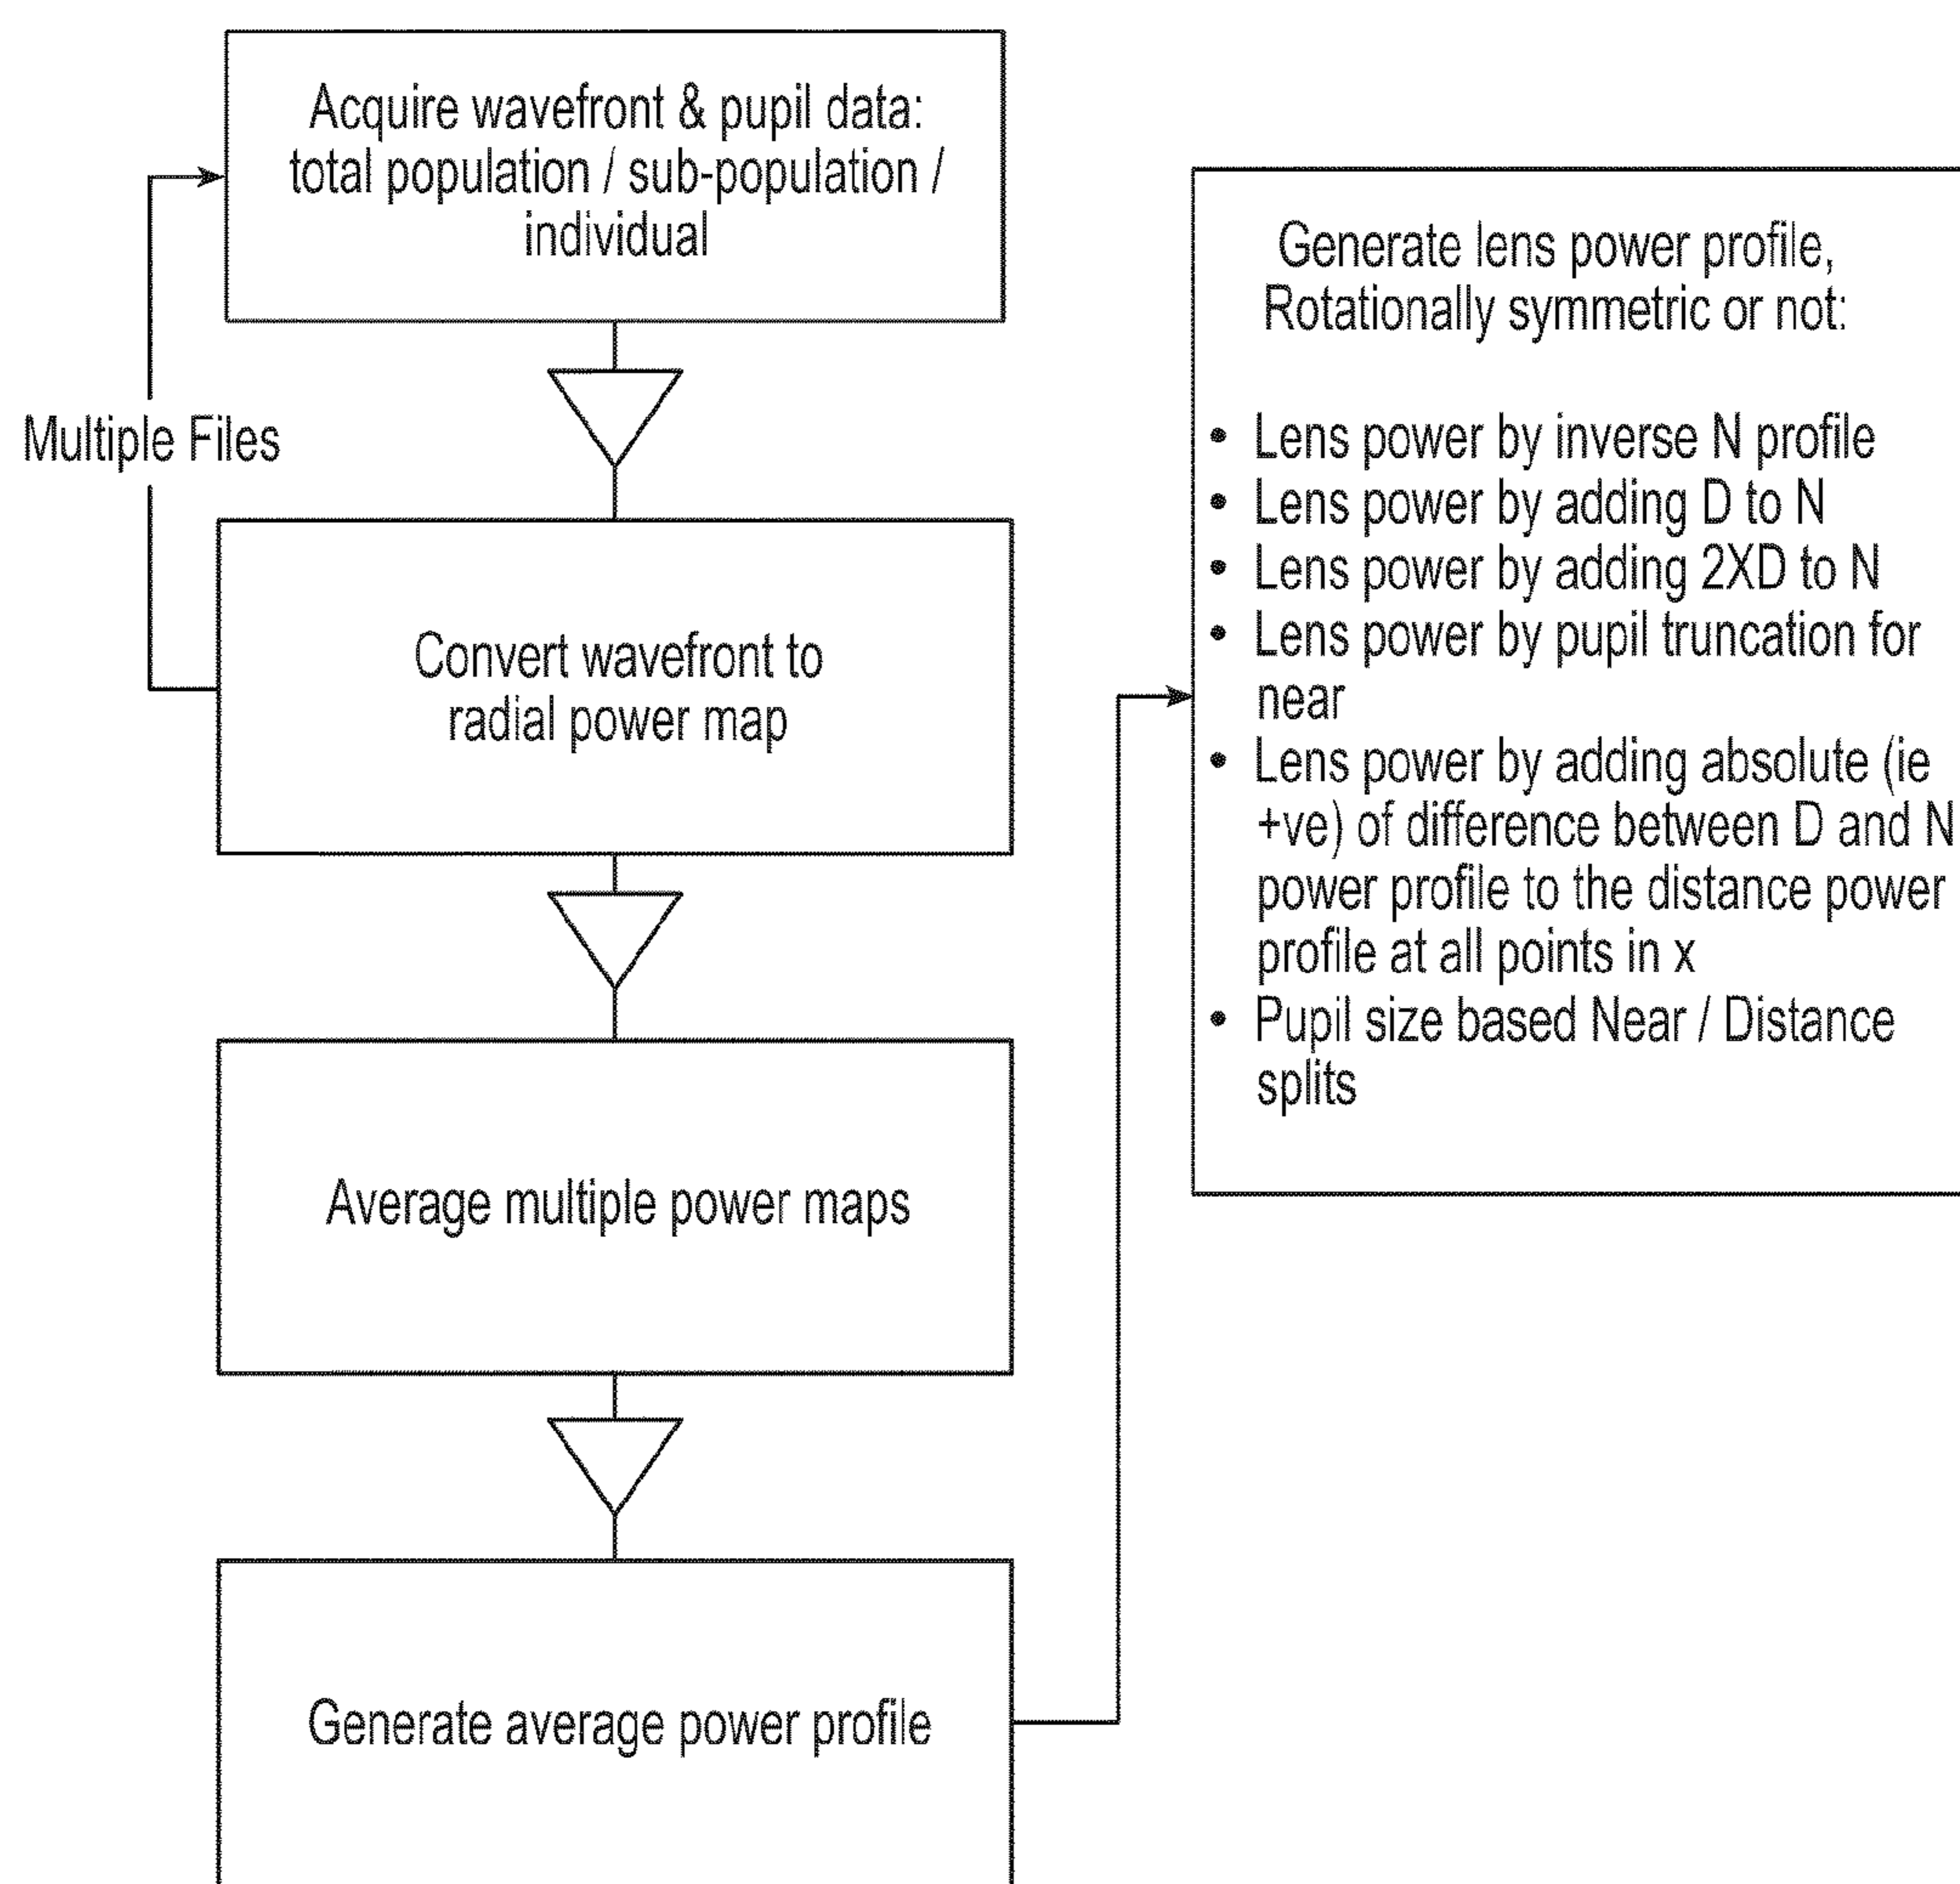 Acquire wavefront & pupil data:
total population / sub-population /
individual
Multiple Files
Convert wavefront to
radial power map
Average multiple power maps
Generate average power profile
Generate lens power profile,
Rotationally symmetric or not:
• Lens power by inverse N profile
• Lens power by adding D to N
• Lens power by adding 2XD to N
• Lens power by pupil truncation for
near
• Lens power by adding absolute (ie
+ve) of difference between D and N
power profile to the distance power
profile at all points in x
• Pupil size based Near / Distance
splits